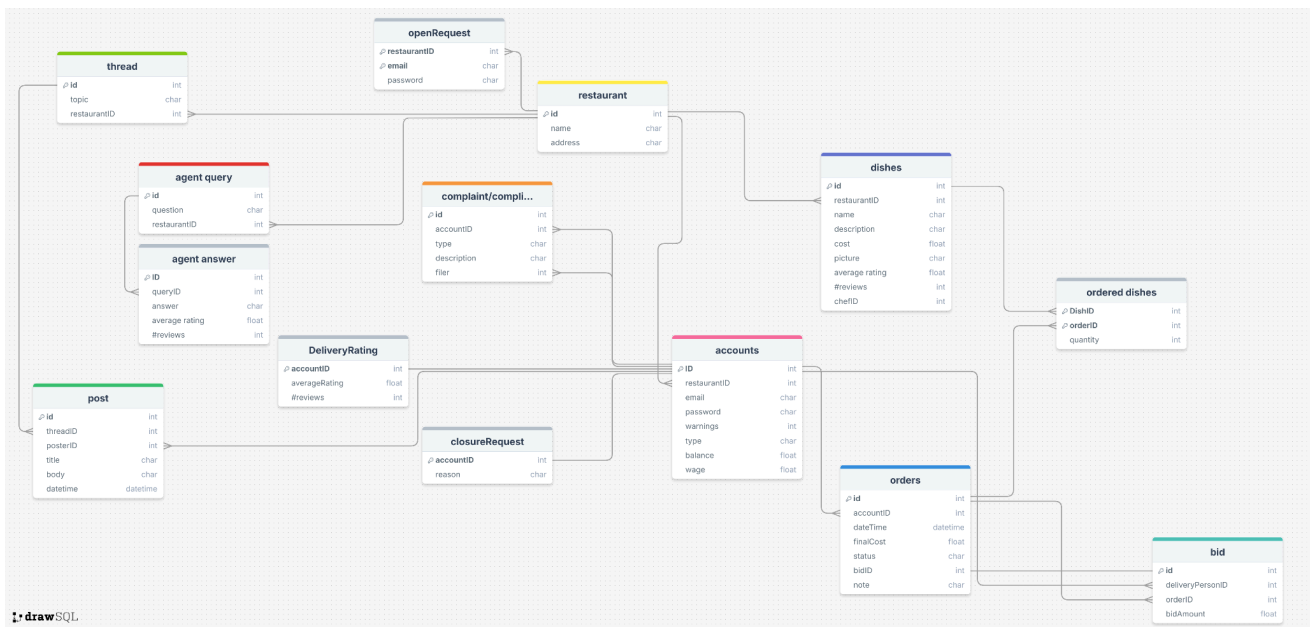 openRequest
restaurantID int
email char
password char
thread
id int
topic char
restaurantID int
restaurant
id int
name char
address char
agent query
id int
question char
restaurantID int
complaint/compli...
id int
accountID int
type char
description char
filer int
dishes
id int
restaurantID int
name char
description char
cost float
picture char
average rating float
#reviews int
chefID int
agent answer
ID int
queryID int
answer char
average rating float
#reviews int
ordered dishes
DishID int
orderID int
quantity int
DeliveryRating
accountID int
averageRating float
#reviews int
accounts
ID int
restaurantID int
email char
password char
warnings int
type char
balance float
wage float
post
id int
threadID int
posterID int
title char
body char
datetime datetime
closureRequest
accountID int
reason char
orders
id int
accountID int
dateTime datetime
finalCost float
status char
bidID int
note char
bid
id int
deliveryPersonID int
orderID int
bidAmount float
drawSQL